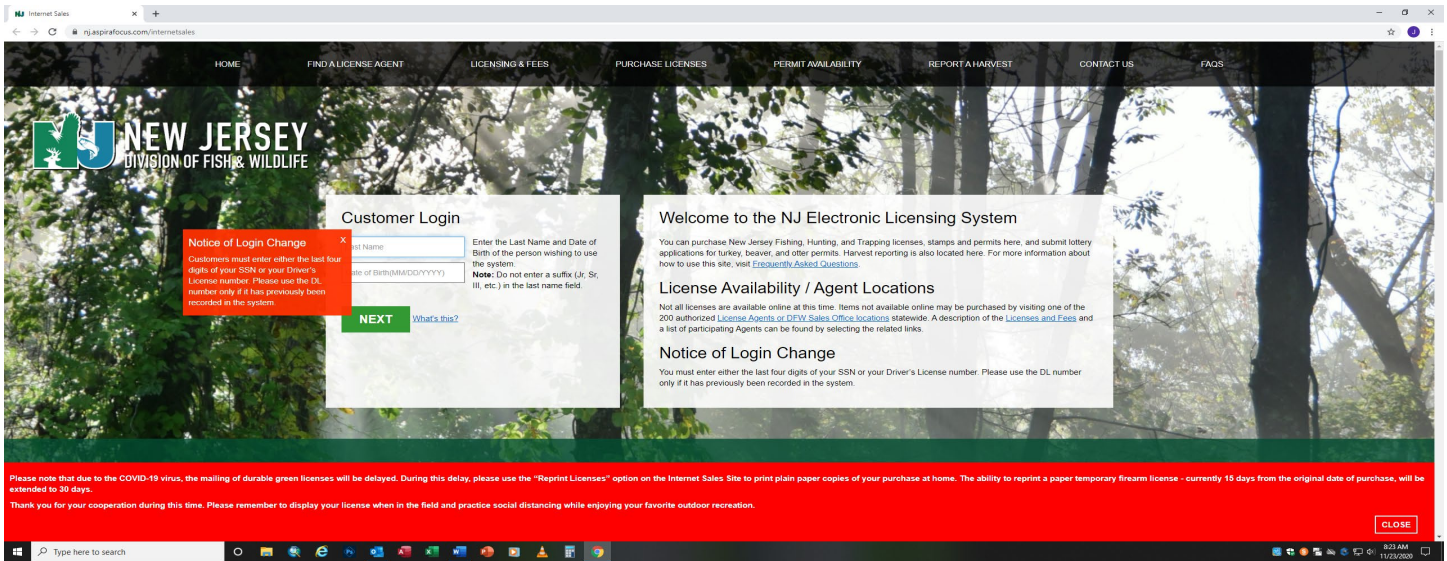 NJ Internet Sales
nj.aspirafocus.com/internetsales
J
HOME FIND A LICENSE AGENT LICENSING & FEES PURCHASE LICENSES PERMIT AVAILABILITY REPORT A HARVEST CONTACT US FAQS
NJ
NEW JERSEY
DIVISION OF FISH & WILDLIFE
Notice of Login Change X
Customers must enter either the last four
digits of your SSN or your Driver's
License number. Please use the DL
number only if it has previously been
recorded in the system.
Customer Login
ast Name
ate of Birth(MM/DD/YYYY)
Enter the Last Name and Date of
Birth of the person wishing to use
the system.
Note: Do not enter a suffix (Jr, Sr,
III, etc.) in the last name field.
NEXT What's this?
Welcome to the NJ Electronic Licensing System
You can purchase New Jersey Fishing, Hunting, and Trapping licenses, stamps and permits here, and submit lottery
applications for turkey, beaver, and otter permits. Harvest reporting is also located here. For more information about
how to use this site, visit Frequently Asked Questions.
License Availability / Agent Locations
Not all licenses are available online at this time. Items not available online may be purchased by visiting one of the
200 authorized License Agents or DFW Sales Office locations statewide. A description of the Licenses and Fees and
a list of participating Agents can be found by selecting the related links.
Notice of Login Change
You must enter either the last four digits of your SSN or your Driver's License number. Please use the DL number
only if it has previously been recorded in the system.
Please note that due to the COVID-19 virus, the mailing of durable green licenses will be delayed. During this delay, please use the "Reprint Licenses" option on the Internet Sales Site to print plain paper copies of your purchase at home. The ability to reprint a paper temporary firearm license - currently 15 days from the original date of purchase, will be
extended to 30 days.
Thank you for your cooperation during this time. Please remember to display your license when in the field and practice social distancing while enjoying your favorite outdoor recreation.
CLOSE
Type here to search
8:23 AM
11/23/2020